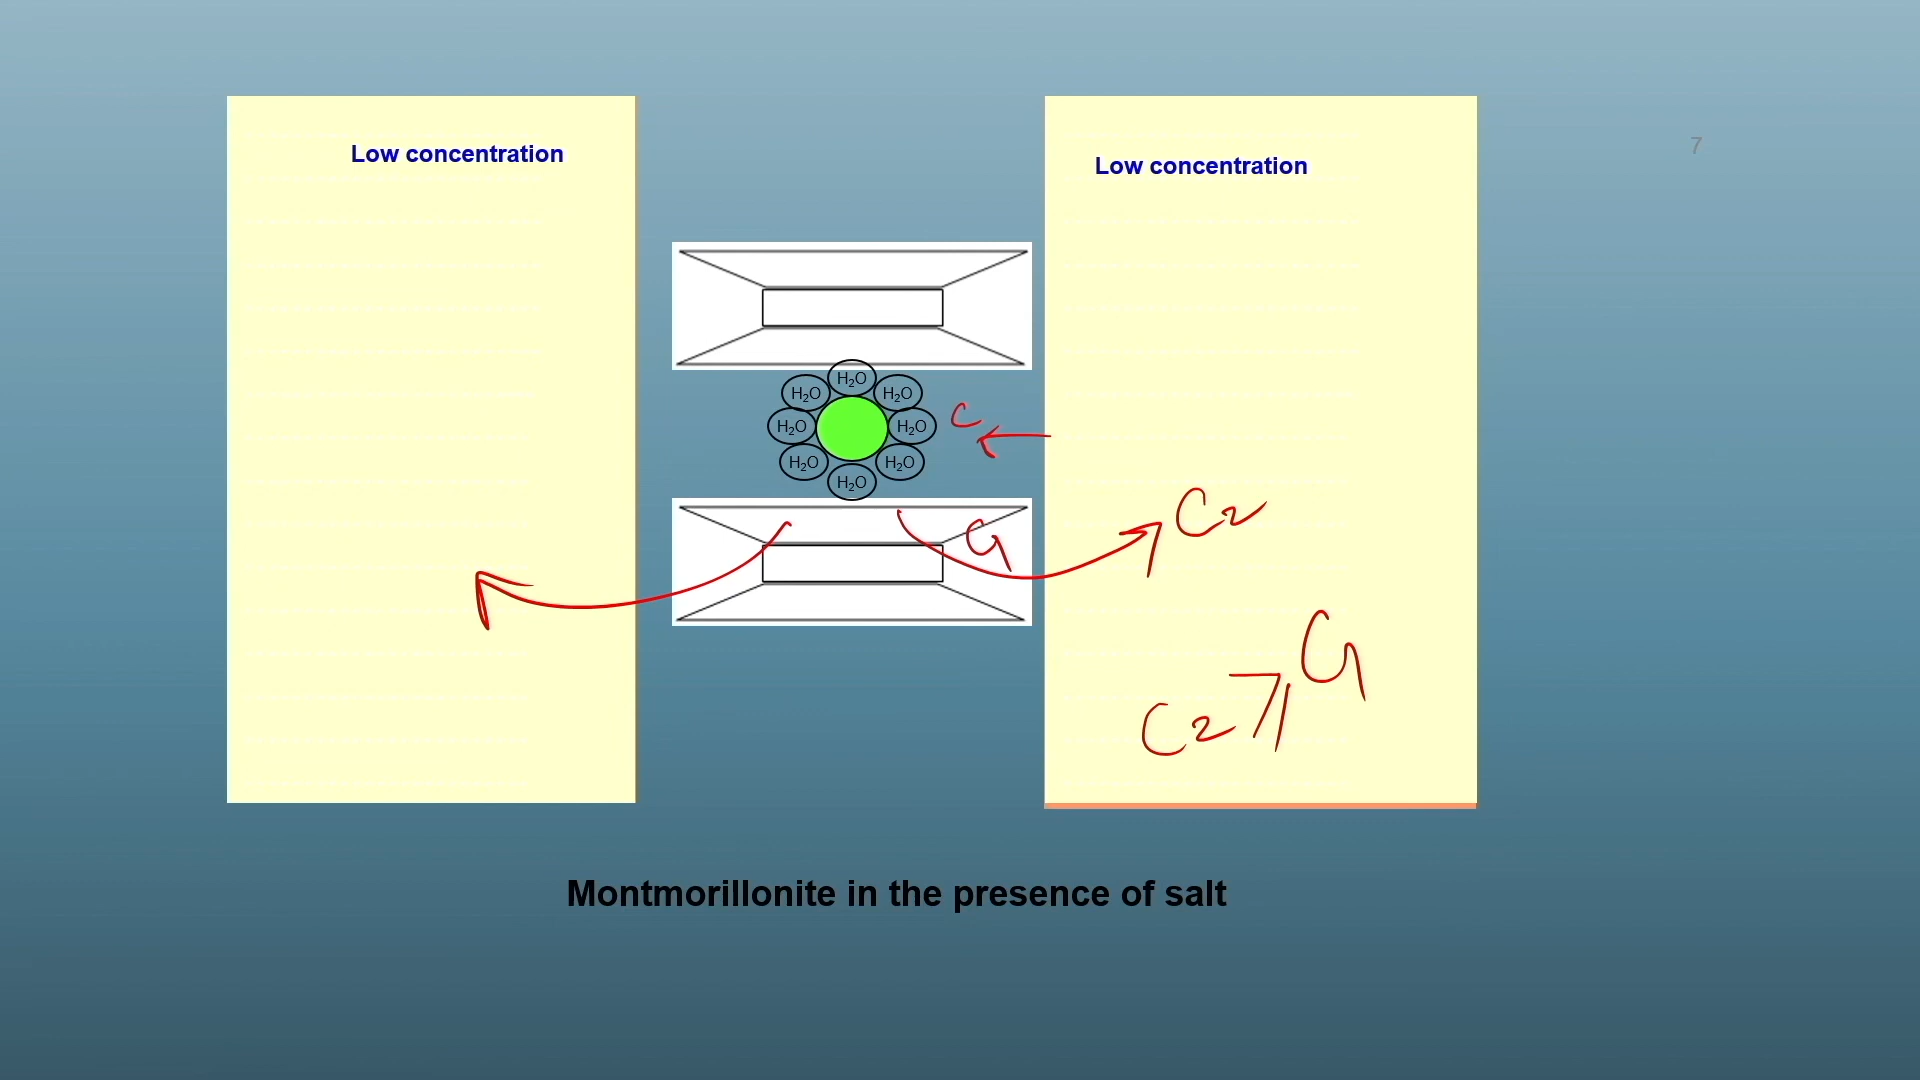 Low concentration
Low concentration
7
H₂O
H₂O
H₂O
H₂O
H₂O
H₂O
H₂O
H₂O
C
C₂
C₁
C₁
C₂ >
Montmorillonite in the presence of salt